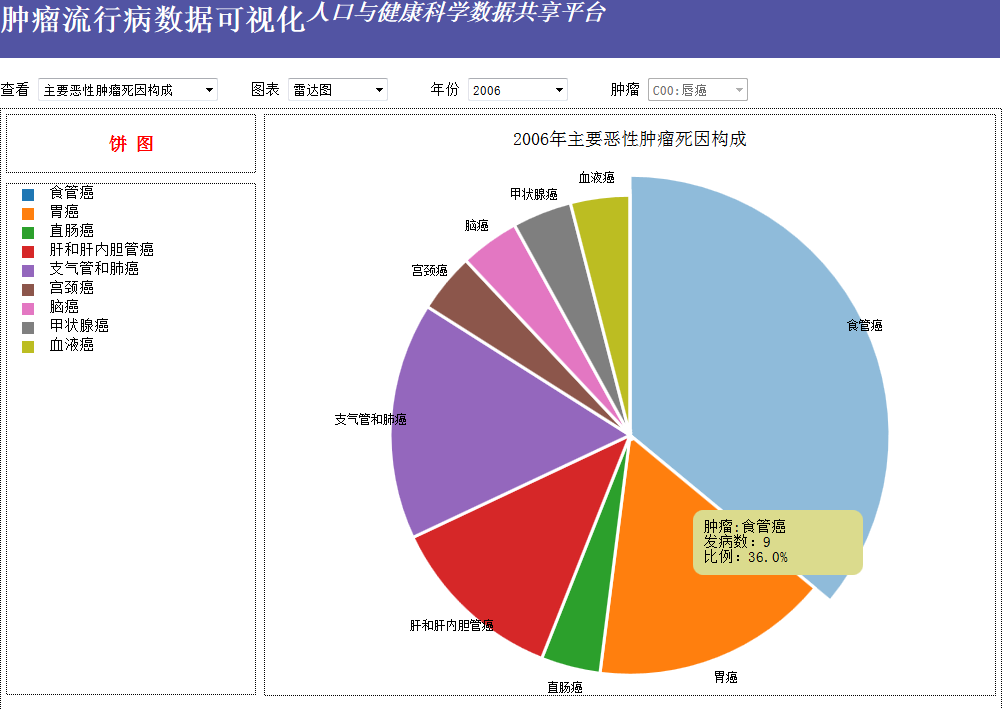 肿瘤流行病数据可视化人口与健康科学数据共享平台
查看 主要恶性肿瘤死因构成 图表 雷达图 年份 2006 肿瘤 C00:唇癌
饼 图
食管癌
胃癌
直肠癌
肝和肝内胆管癌
支气管和肺癌
宫颈癌
脑癌
甲状腺癌
血液癌
2006年主要恶性肿瘤死因构成
血液癌
甲状腺癌
脑癌
宫颈癌
食管癌
支气管和肺癌
肿瘤:食管癌
发病数: 9
比例: 36.0%
肝和肝内胆管癌
胃癌
直肠癌